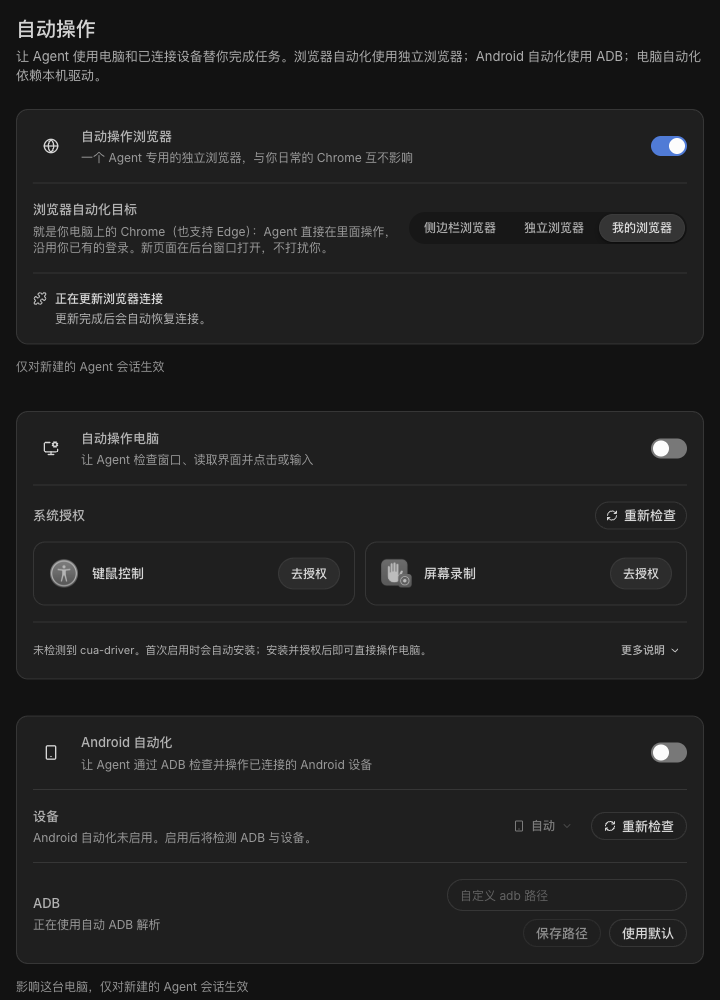 自动操作
让 Agent 使用电脑和已连接设备替你完成任务。浏览器自动化使用独立浏览器；Android 自动化使用 ADB；电脑自动化
依赖本机驱动。
自动操作浏览器
一个 Agent 专用的独立浏览器，与你日常的 Chrome 互不影响
浏览器自动化目标
就是你电脑上的 Chrome（也支持 Edge）：Agent 直接在里面操作，
沿用你已有的登录。新页面在后台窗口打开，不打扰你。
侧边栏浏览器
独立浏览器
我的浏览器
正在更新浏览器连接
更新完成后会自动恢复连接。
仅对新建的 Agent 会话生效
自动操作电脑
让 Agent 检查窗口、读取界面并点击或输入
系统授权
重新检查
键鼠控制
去授权
屏幕录制
去授权
未检测到 cua-driver。首次启用时会自动安装；安装并授权后即可直接操作电脑。
更多说明
Android 自动化
让 Agent 通过 ADB 检查并操作已连接的 Android 设备
设备
Android 自动化未启用。启用后将检测 ADB 与设备。
自动
重新检查
ADB
正在使用自动 ADB 解析
自定义 adb 路径
保存路径
使用默认
影响这台电脑，仅对新建的 Agent 会话生效